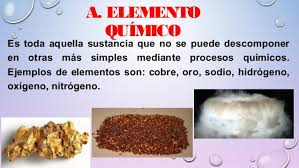 A. ELEMENTO
QUÍMICO
Es toda aquella sustancia que no se puede descomponer
en otras más simples mediante procesos químicos.
Ejemplos de elementos son: cobre, oro, sodio, hidrógeno,
oxígeno, nitrógeno.